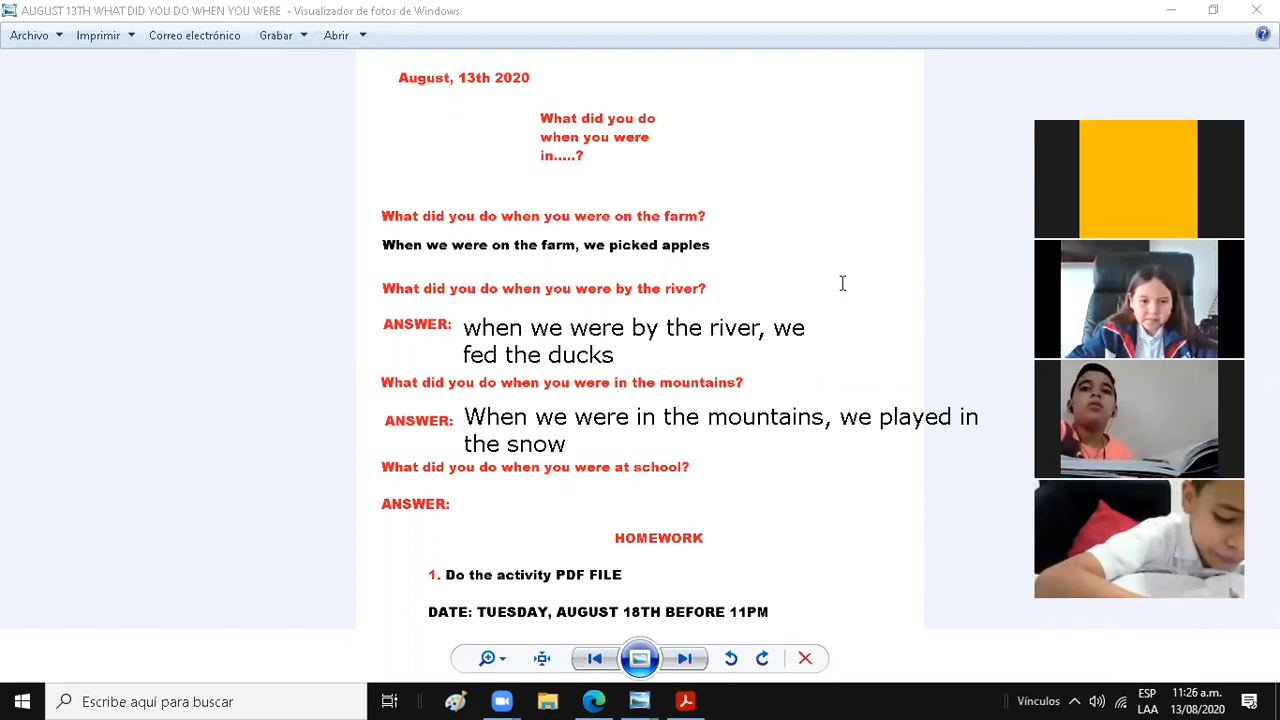 AUGUST 13TH WHAT DID YOU DO WHEN YOU WERE - Visualizador de fotos de Windows
Archivo Imprimir Correo electrónico Grabar Abrir
August, 13th 2020
What did you do
when you were
in.....?
What did you do when you were on the farm?
When we were on the farm, we picked apples
What did you do when you were by the river?
ANSWER: when we were by the river, we
fed the ducks
What did you do when you were in the mountains?
ANSWER: When we were in the mountains, we played in
the snow
What did you do when you were at school?
ANSWER:
HOMEWORK
1. Do the activity PDF FILE
DATE: TUESDAY, AUGUST 18TH BEFORE 11PM
Escribe aquí para buscar
Vínculos
ESP
LAA
11:26 a.m.
13/08/2020